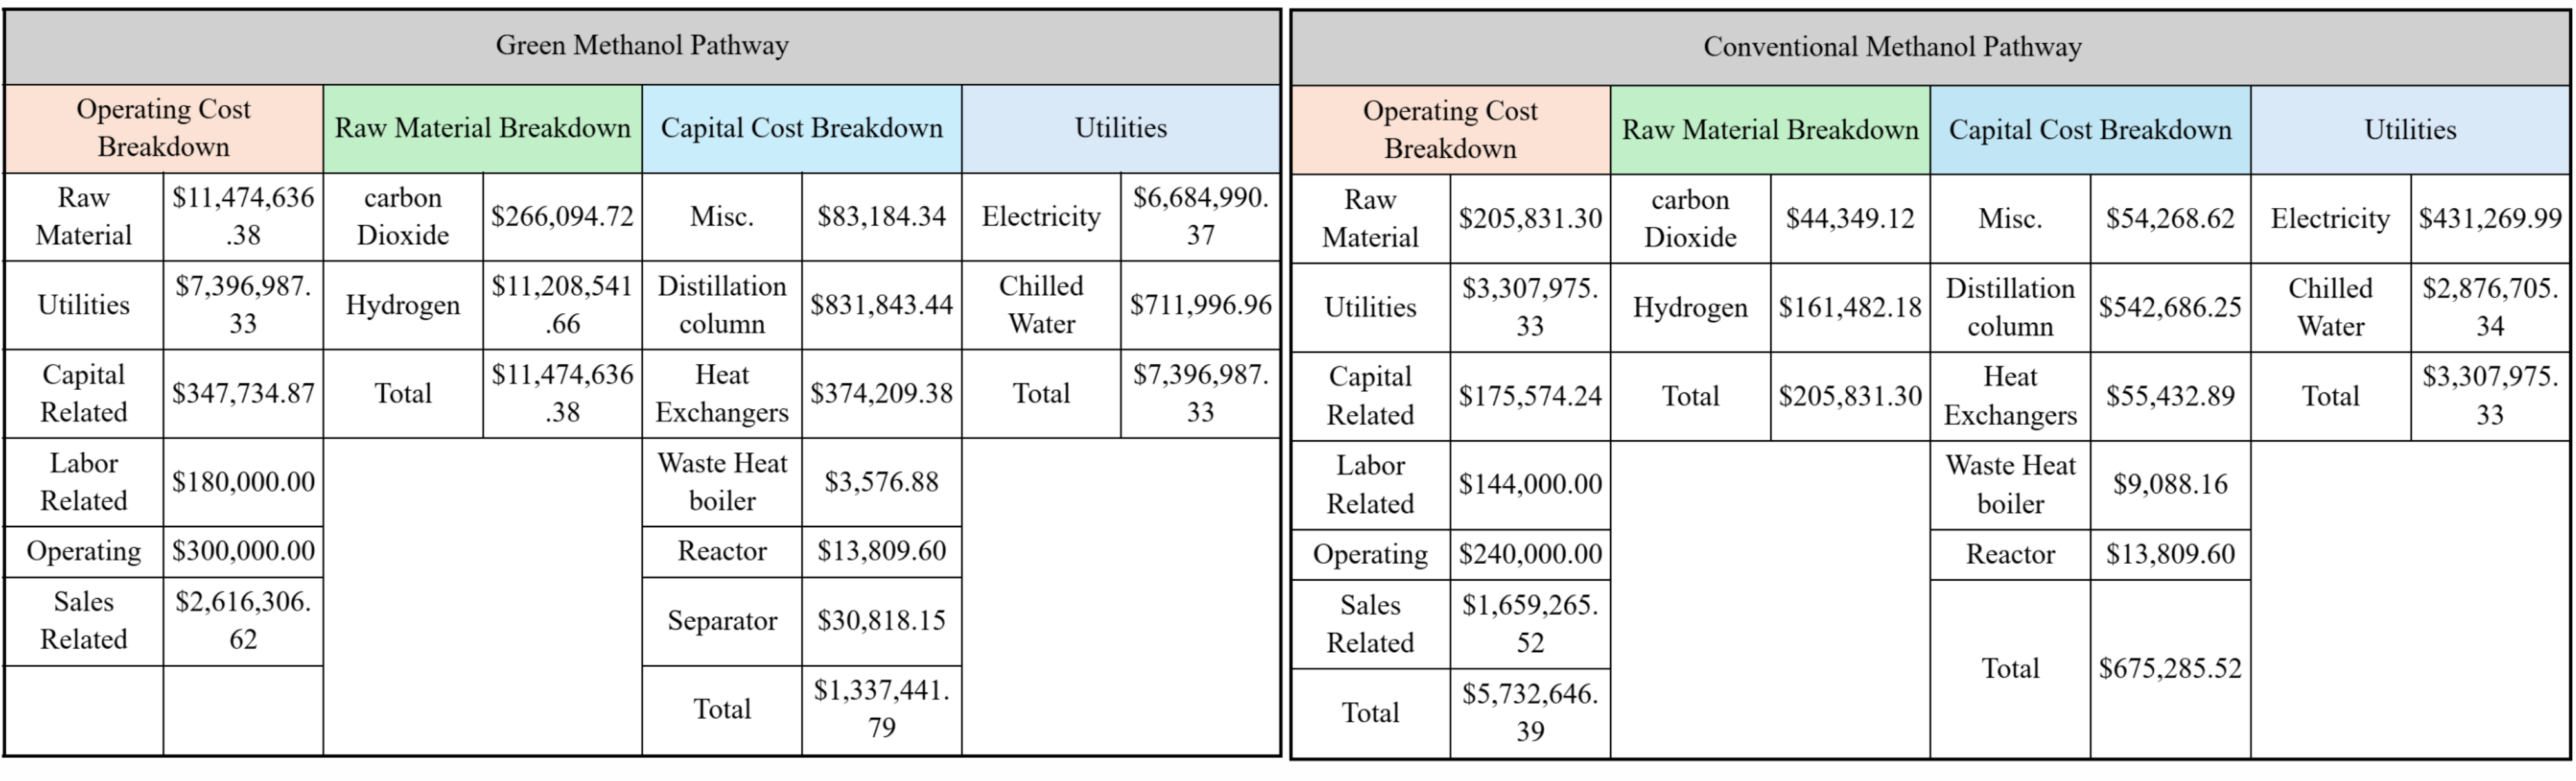 Green Methanol Pathway
Operating Cost
Breakdown
Raw Material Breakdown
Capital Cost Breakdown
Utilities
Raw
Material
$11,474,636
.38
carbon
Dioxide
$266,094.72
Misc.
$83,184.34
Electricity
$6,684,990.
37
Utilities
$7,396,987.
33
Hydrogen
$11,208,541
.66
Distillation
column
$831,843.44
Chilled
Water
$711,996.96
Capital
Related
$347,734.87
Total
$11,474,636
.38
Heat
Exchangers
$374,209.38
Total
$7,396,987.
33
Labor
Related
$180,000.00
Waste Heat
boiler
$3,576.88
Operating
$300,000.00
Reactor
$13,809.60
Sales
Related
$2,616,306.
62
Separator
$30,818.15
Total
$1,337,441.
79
Conventional Methanol Pathway
Operating Cost
Breakdown
Raw Material Breakdown
Capital Cost Breakdown
Utilities
Raw
Material
$205,831.30
carbon
Dioxide
$44,349.12
Misc.
$54,268.62
Electricity
$431,269.99
Utilities
$3,307,975.
33
Hydrogen
$161,482.18
Distillation
column
$542,686.25
Chilled
Water
$2,876,705.
34
Capital
Related
$175,574.24
Total
$205,831.30
Heat
Exchangers
$55,432.89
Total
$3,307,975.
33
Labor
Related
$144,000.00
Waste Heat
boiler
$9,088.16
Operating
$240,000.00
Reactor
$13,809.60
Sales
Related
$1,659,265.
52
Total
$675,285.52
Total
$5,732,646.
39